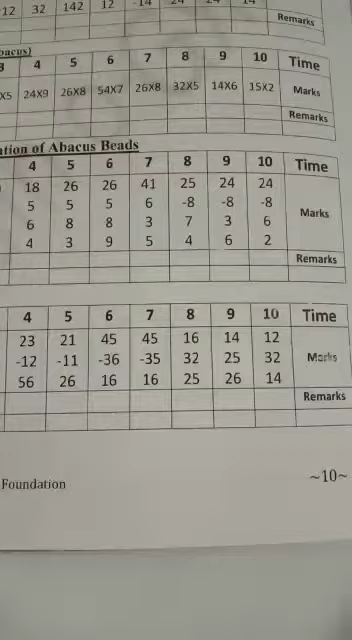 12 32 142 12 -14
Remarks
bacus)
3 4 5 6 7 8 9 10 Time
X5 24X9 26X8 54X7 26X8 32X5 14X6 15X2 Marks
Remarks
ation of Abacus Beads
4 5 6 7 8 9 10 Time
18 26 26 41 25 24 24
5 5 5 6 -8 -8 -8
Marks
6 8 8 3 7 3 6
4 3 9 5 4 6 2
Remarks
4 5 6 7 8 9 10 Time
23 21 45 45 16 14 12
-12 -11 -36 -35 32 25 32 Marks
56 26 16 16 25 26 14
Remarks
Foundation
~10~